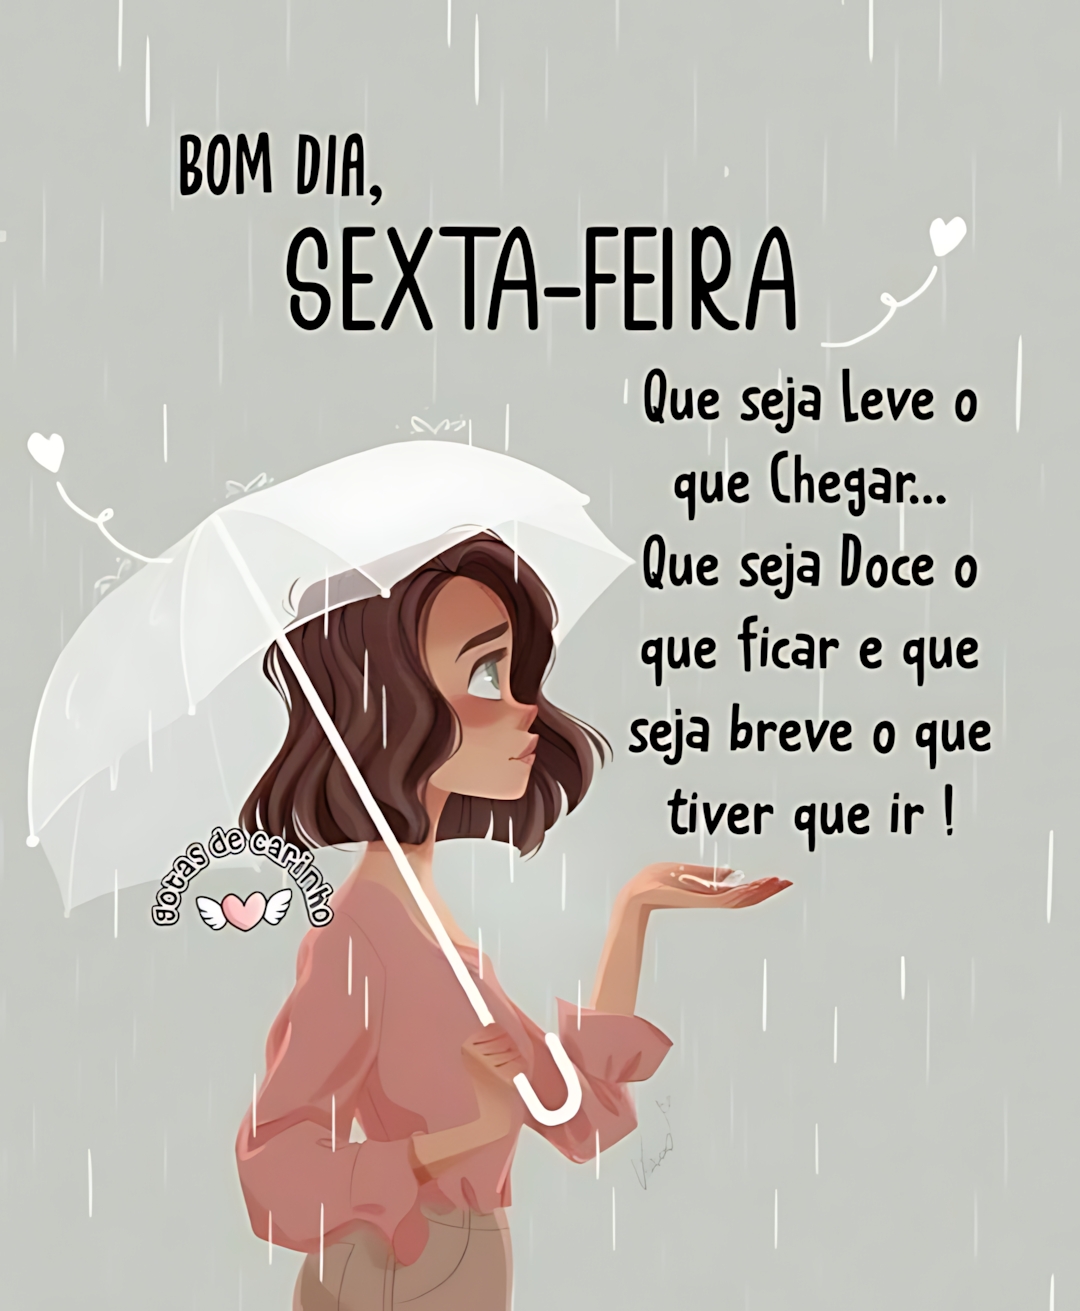 BOM DIA,
SEXTA-FEIRA
Que seja Leve o
que Chegar...
Que seja Doce o
que ficar e que
seja breve o que
tiver que ir !
Gotas de carinho